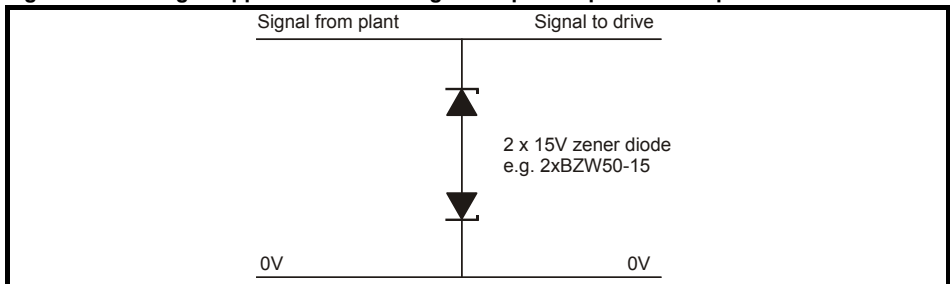 Signal from plant Signal to drive
2 x 15V zener diode
e.g. 2xBZW50-15
0V 0V